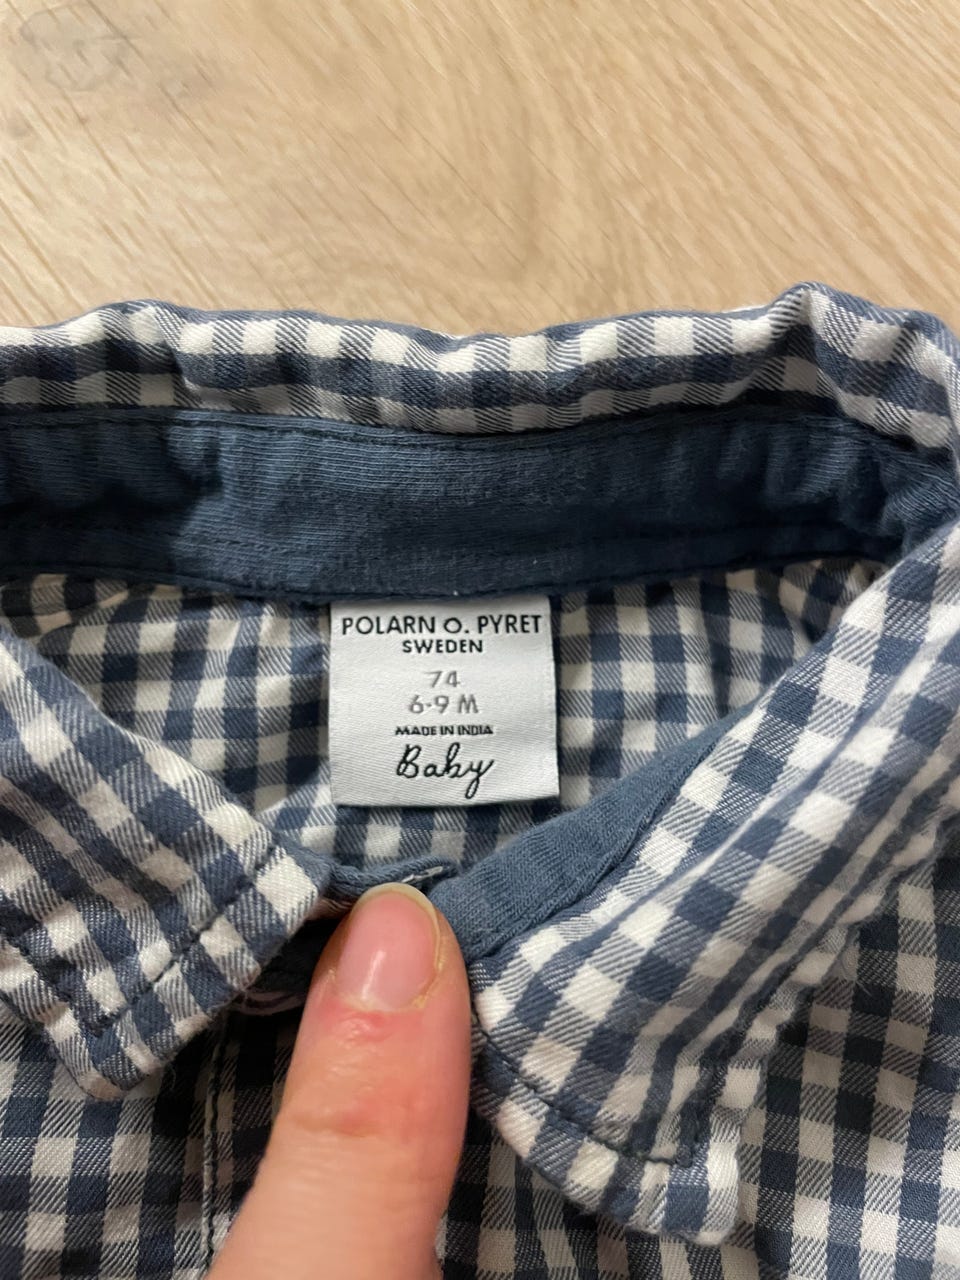 POLARN O. PYRET
SWEDEN
74
6-9 M
MADE IN INDIA
Baby